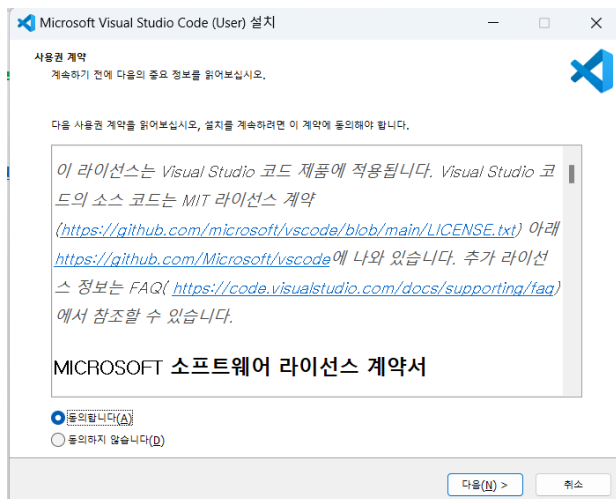 Microsoft Visual Studio Code (User) 설치
사용권 계약
계속하기 전에 다음의 중요 정보를 읽어보십시오.
다음 사용권 계약을 읽어보십시오, 설치를 계속하려면 이 계약에 동의해야 합니다.
이 라이선스는 Visual Studio 코드 제품에 적용됩니다. Visual Studio 코
드의 소스 코드는 MIT 라이선스 계약
(https://github.com/microsoft/vscode/blob/main/LICENSE.txt) 아래
https://github.com/Microsoft/vscode에 나와 있습니다. 추가 라이선
스 정보는 FAQ( https://code.visualstudio.com/docs/supporting/faq)
에서 참조할 수 있습니다.
MICROSOFT 소프트웨어 라이선스 계약서
동의합니다(A)
동의하지 않습니다(D)
다음(N) >
취소